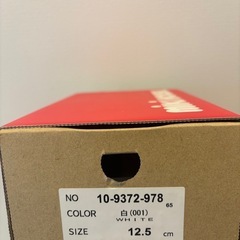 NO 10-9372-978 65
COLOR 白(001)
WHITE
SIZE 12.5 cm